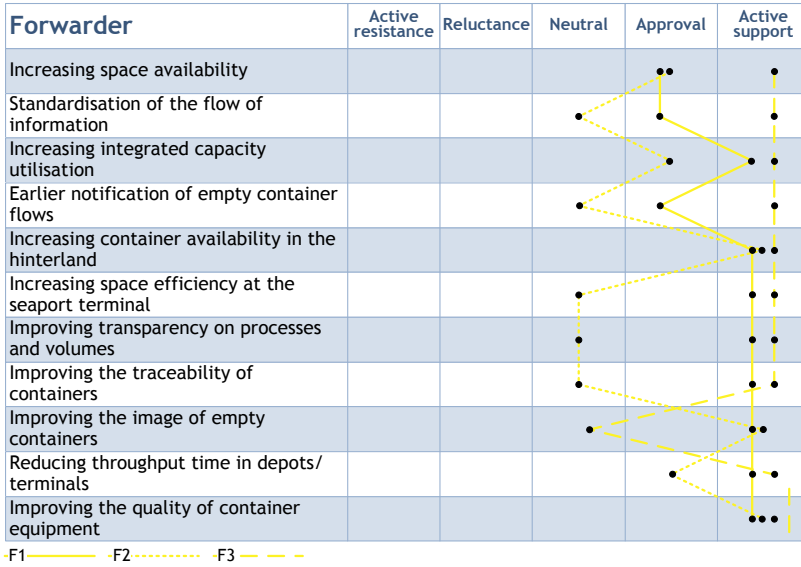 Forwarder
Active
resistance
Reluctance
Neutral
Approval
Active
support
Increasing space availability
Standardisation of the flow of
information
Increasing integrated capacity
utilisation
Earlier notification of empty container
flows
Increasing container availability in the
hinterland
Increasing space efficiency at the
seaport terminal
Improving transparency on processes
and volumes
Improving the traceability of
containers
Improving the image of empty
containers
Reducing throughput time in depots/
terminals
Improving the quality of container
equipment
F1 F2 F3